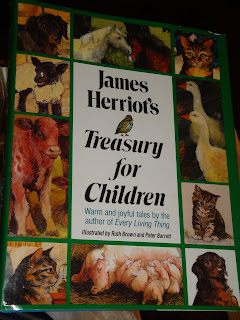 James
Herriot's
Treasury
for
Children
Warm and joyful tales by the
author of Every Living Thing
Illustrated by Ruth Brown and Peter Barrett